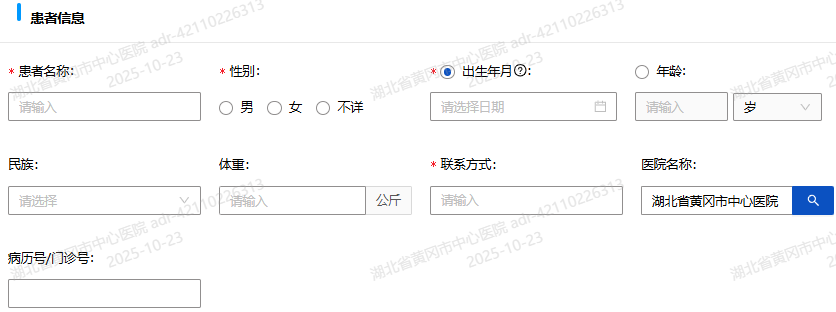 患者信息
* 患者名称:
* 性别:
* 出生年月?:
年龄:
请输入
男 女 不详
请选择日期
请输入
岁
民族:
体重:
* 联系方式:
医院名称:
请选择
请输入
公斤
请输入
湖北省黄冈市中心医院
病历号/门诊号:
湖北省黄冈市中心医院 adr-42110226313
2025-10-23